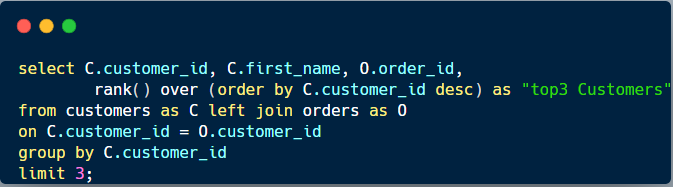 select C.customer_id, C.first_name, O.order_id,
rank() over (order by C.customer_id desc) as "top3 Customers"
from customers as C left join orders as O
on C.customer_id = O.customer_id
group by C.customer_id
limit 3;